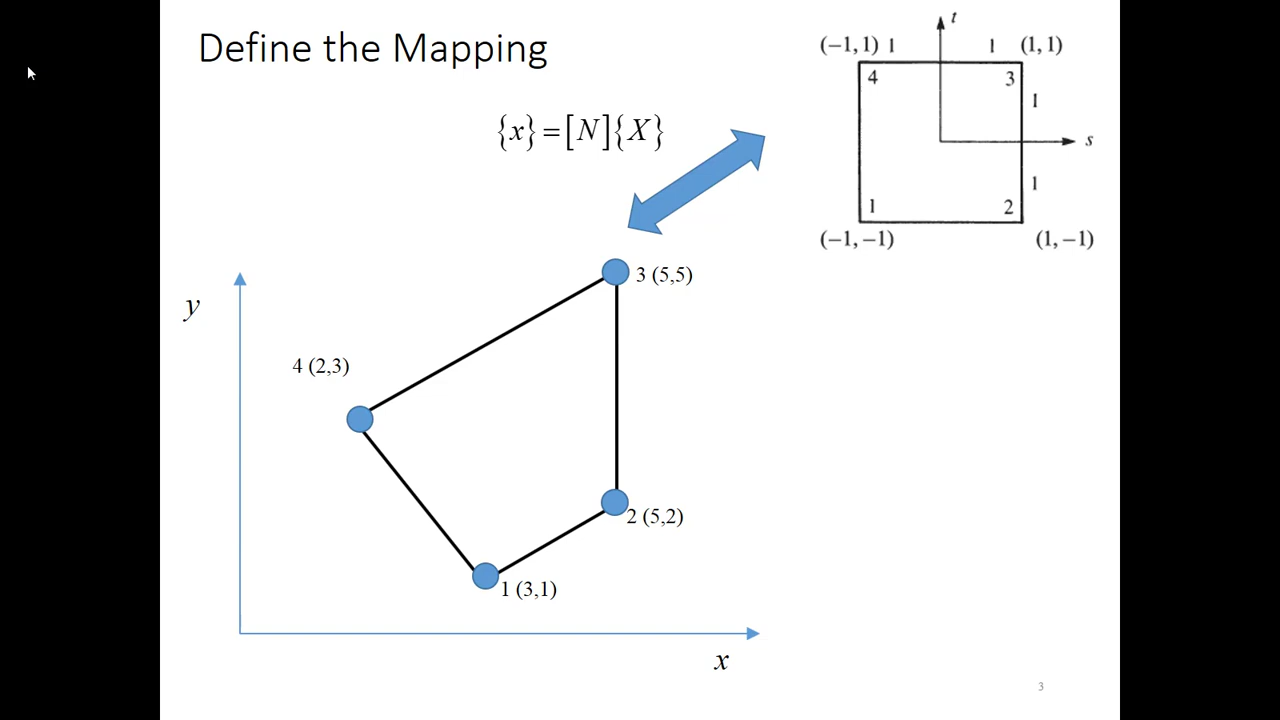 Define the Mapping
t
(−1, 1) 1 1 (1, 1)
4 3
1
{x} = [N]{X}
s
1
1 2
(−1, −1) (1, −1)
3 (5,5)
y
4 (2,3)
2 (5,2)
1 (3,1)
x
3